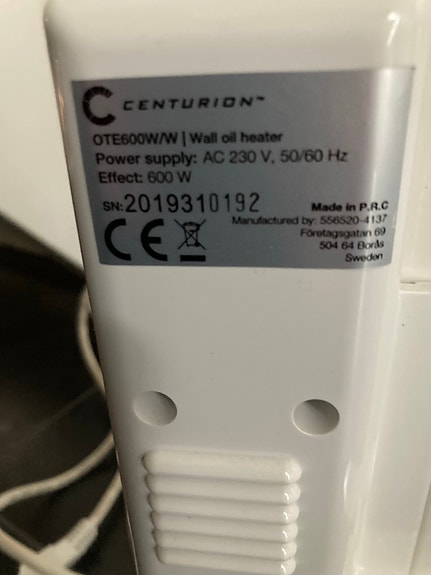 CENTURION™
OTE600W/W | Wall oil heater
Power supply: AC 230 V, 50/60 Hz
Effect: 600 W
SN: 2019310192
Made in P.R.C
Manufactured by: 556520-4137
Företagsgatan 69
504 64 Borås
Sweden
CE